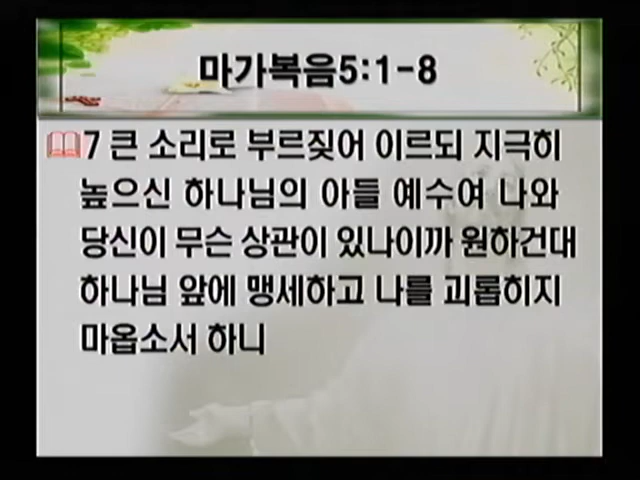 마가복음5:1-8
7 큰 소리로 부르짖어 이르되 지극히
높으신 하나님의 아들 예수여 나와
당신이 무슨 상관이 있나이까 원하건대
하나님 앞에 맹세하고 나를 괴롭히지
마옵소서 하니